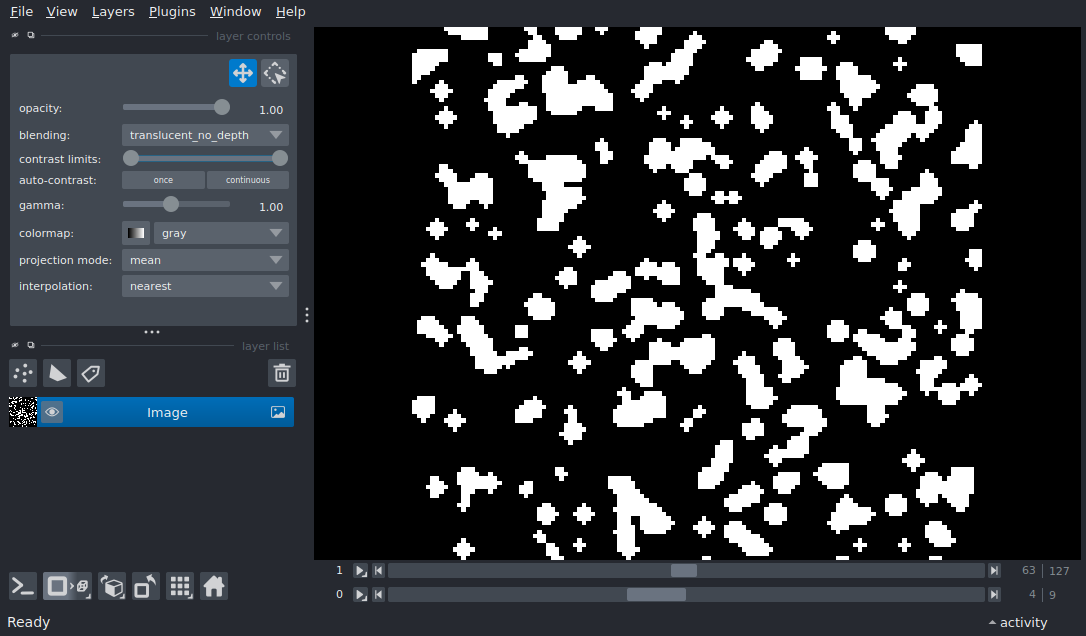 File View Layers Plugins Window Help
layer controls
opacity: 1.00
blending: translucent_no_depth
contrast limits:
auto-contrast: once continuous
gamma: 1.00
colormap: gray
projection mode: mean
interpolation: nearest
layer list
Image
1 63 127
0 4 9
Ready activity